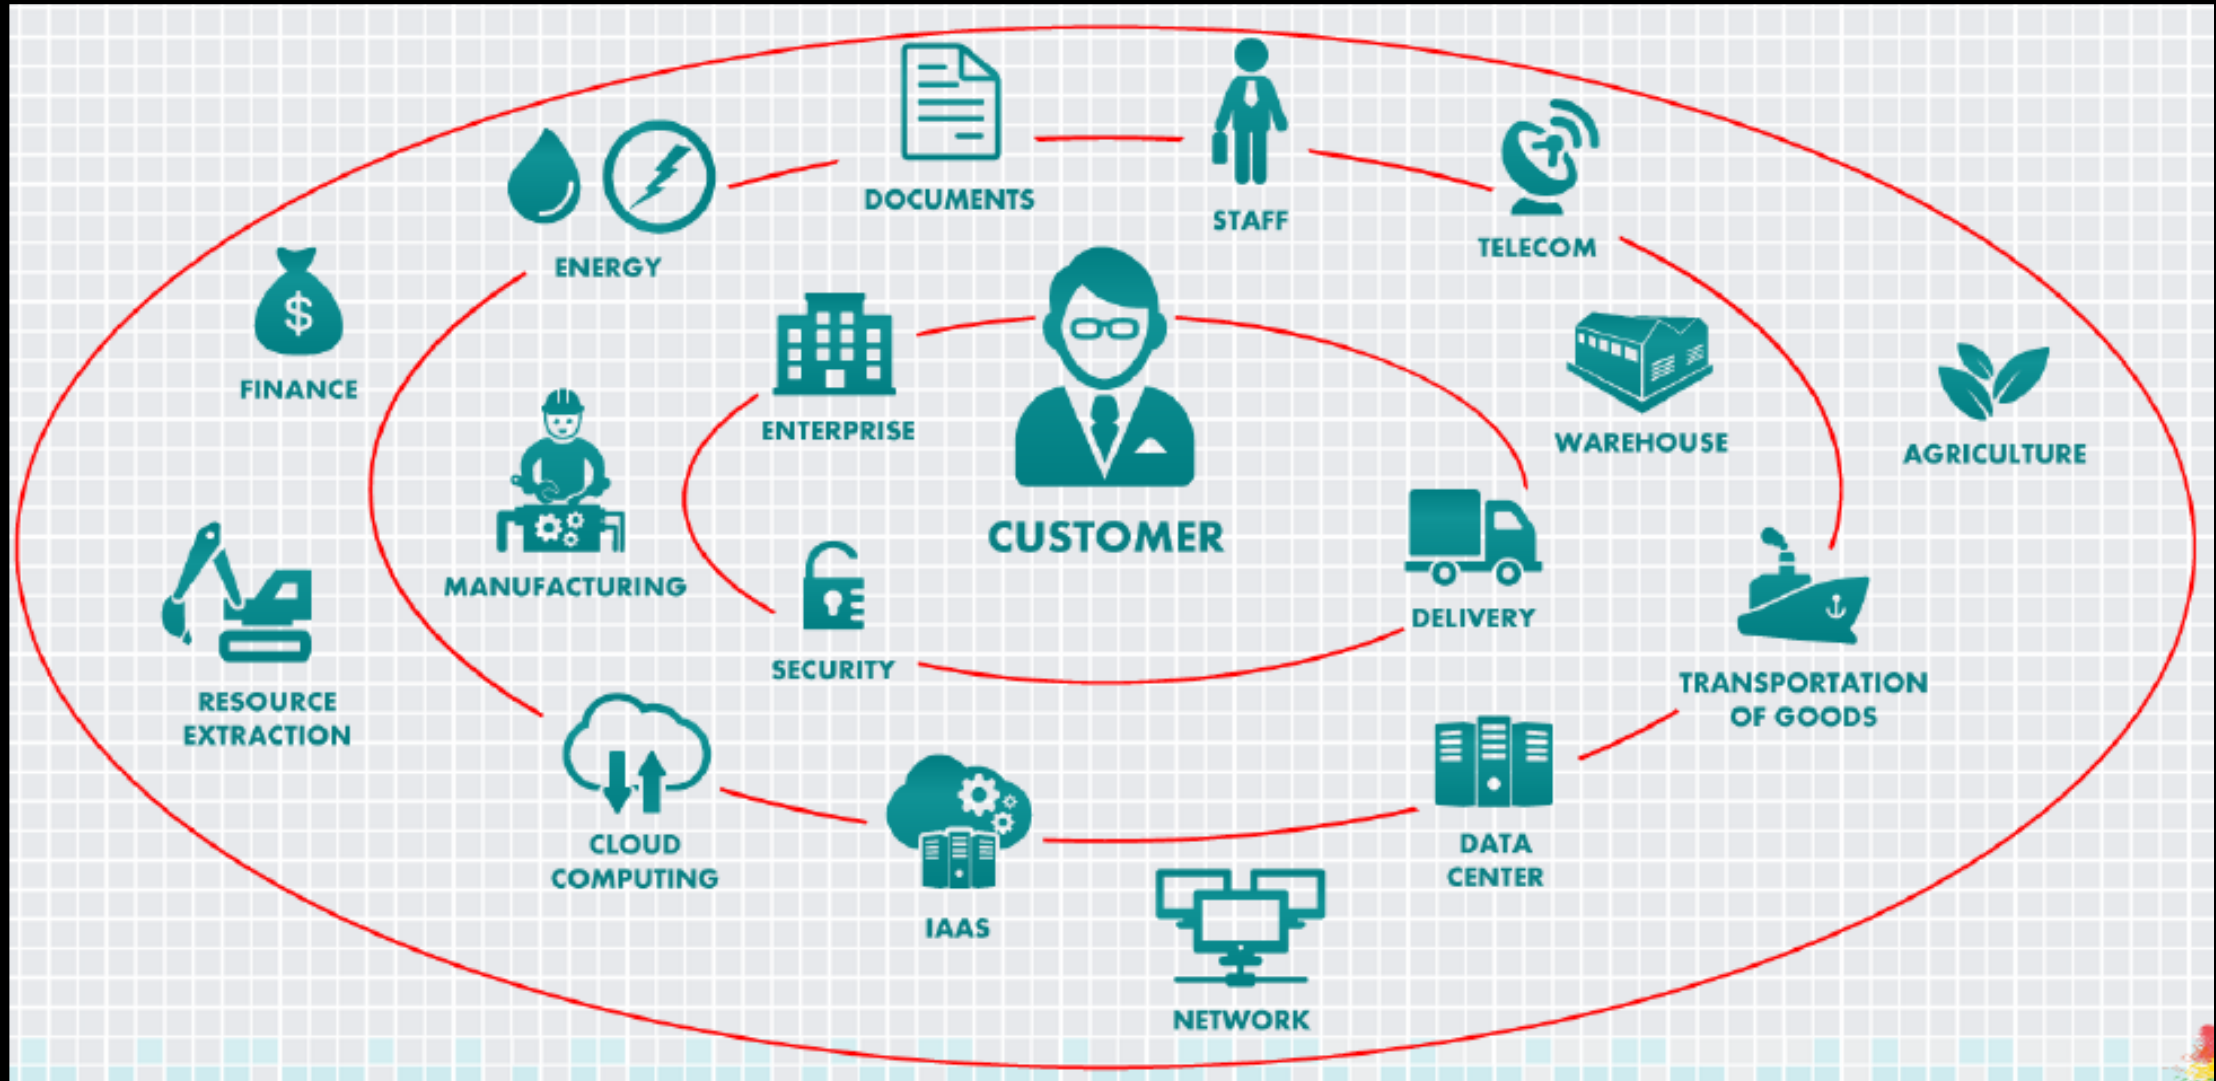 DOCUMENTS
STAFF
TELECOM
ENERGY
$
FINANCE
ENTERPRISE
WAREHOUSE
AGRICULTURE
CUSTOMER
MANUFACTURING
DELIVERY
SECURITY
RESOURCE
EXTRACTION
TRANSPORTATION
OF GOODS
CLOUD
COMPUTING
DATA
CENTER
IAAS
NETWORK